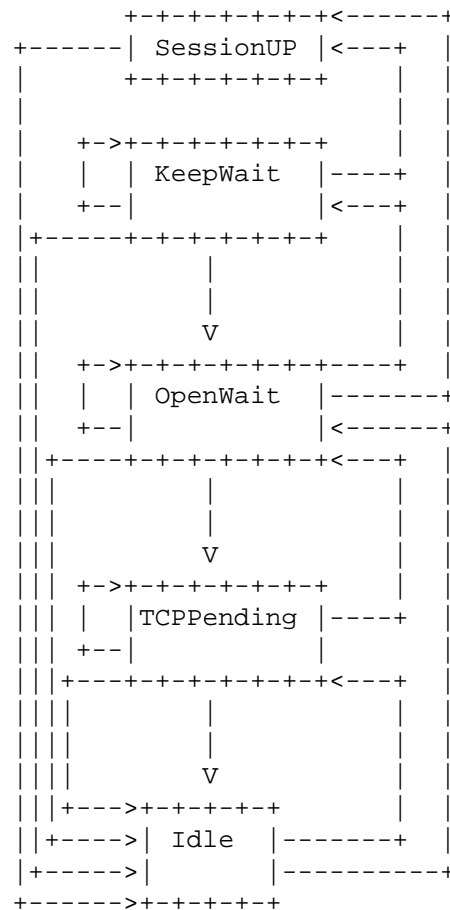 SessionUP
KeepWait
OpenWait
V
TCPPending
V
V
Idle